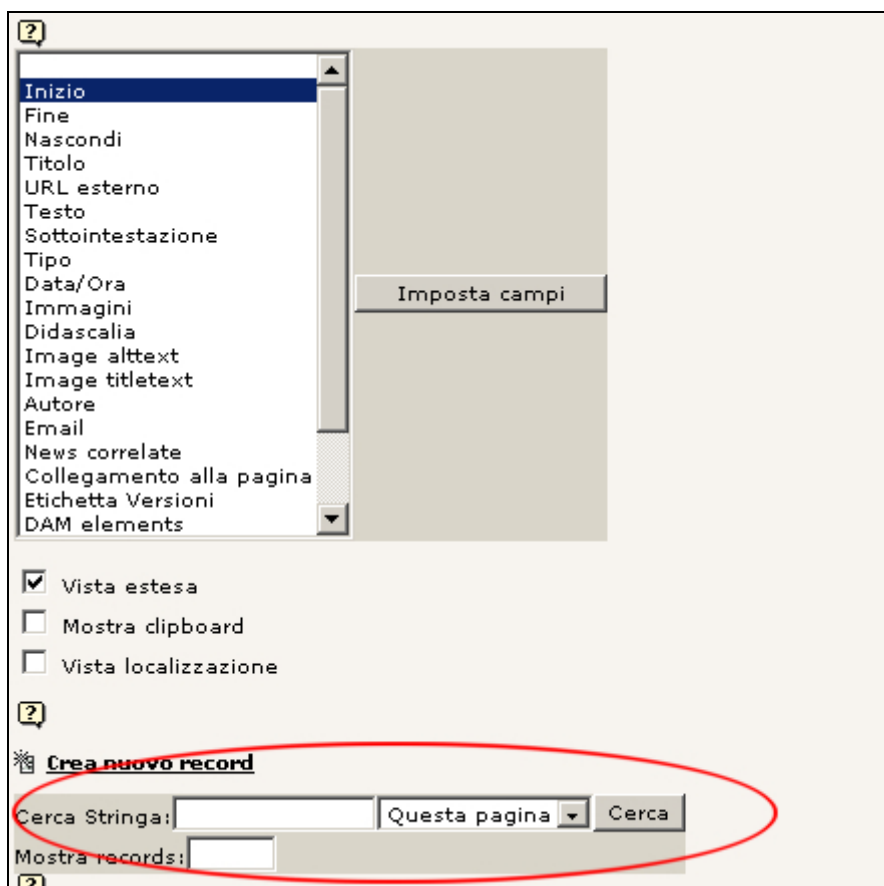 ?
Inizio
Fine
Nascondi
Titolo
URL esterno
Testo
Sottointestazione
Tipo
Data/Ora
Imposta campi
Immagini
Didascalia
Image alttext
Image titletext
Autore
Email
News correlate
Collegamento alla pagina
Etichetta Versioni
DAM elements
Vista estesa
Mostra clipboard
Vista localizzazione
?
Crea nuovo record
Cerca Stringa: Questa pagina Cerca
Mostra records:
?